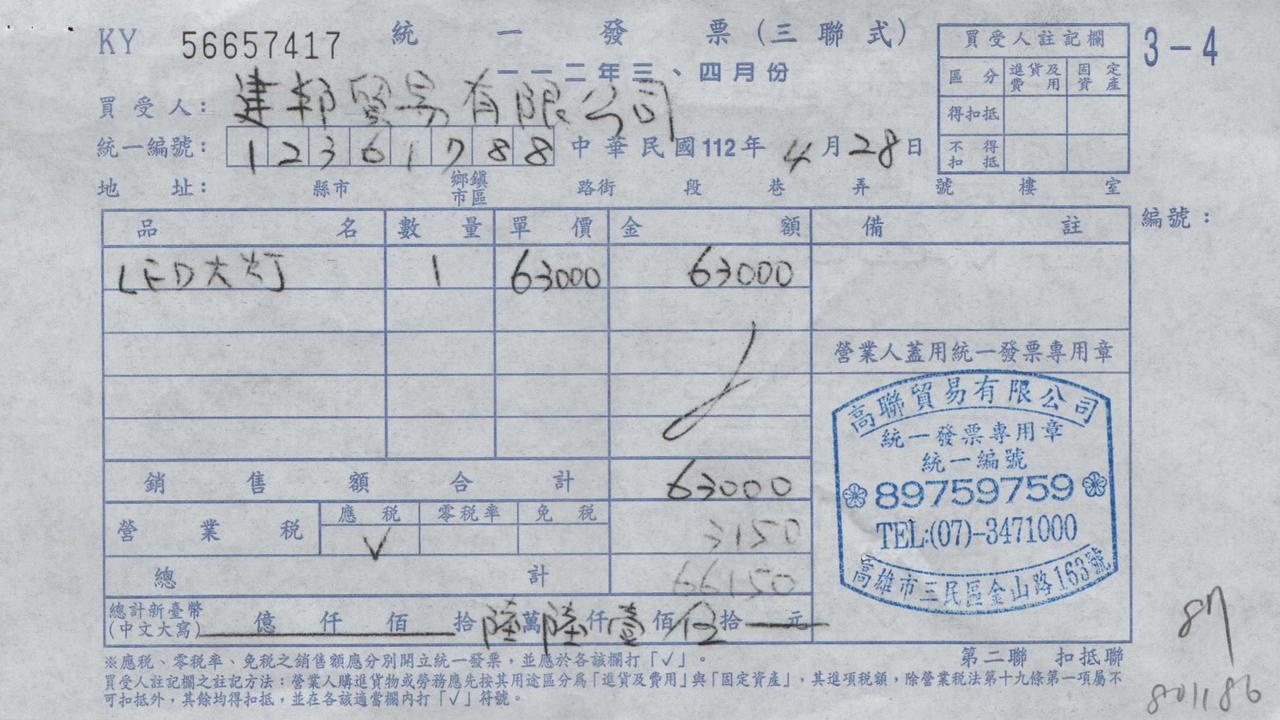 KY 56657417 統一發票(三聯式) 3-4
一一二年三、四月份
買受人: 建邦貿易有限公司
統一編號: 12361788 中華民國112年4月28日
地址: 縣市 鄉鎮市區 路街 段 巷 弄 號 樓 室
買受人註記欄
區分 進貨及費用 固定資產
得扣抵
不得扣抵
編號:
品名 數量 單價 金額 備註
LED大灯 1 63000 63000
營業人蓋用統一發票專用章
高聯貿易有限公司
統一發票專用章
統一編號
89759759
TEL:(07)-3471000
高雄市三民區金山路163號
銷售額合計 63000
營業稅 應稅 零稅率 免稅 3150
✓
總計 66150
總計新臺幣(中文大寫) 億仟佰拾陸萬陸仟壹佰伍拾元
第二聯 扣抵聯
※應稅、零稅率、免稅之銷售額應分別開立統一發票,並應於各該欄打「✓」。
買受人註記欄之註記方法:營業人購進貨物或勞務應先按其用途區分為「進貨及費用」與「固定資產」,其進項稅額,除營業稅法第十九條第一項屬不
可扣抵外,其餘均得扣抵,並在各該適當欄內打「✓」符號。
87
801186